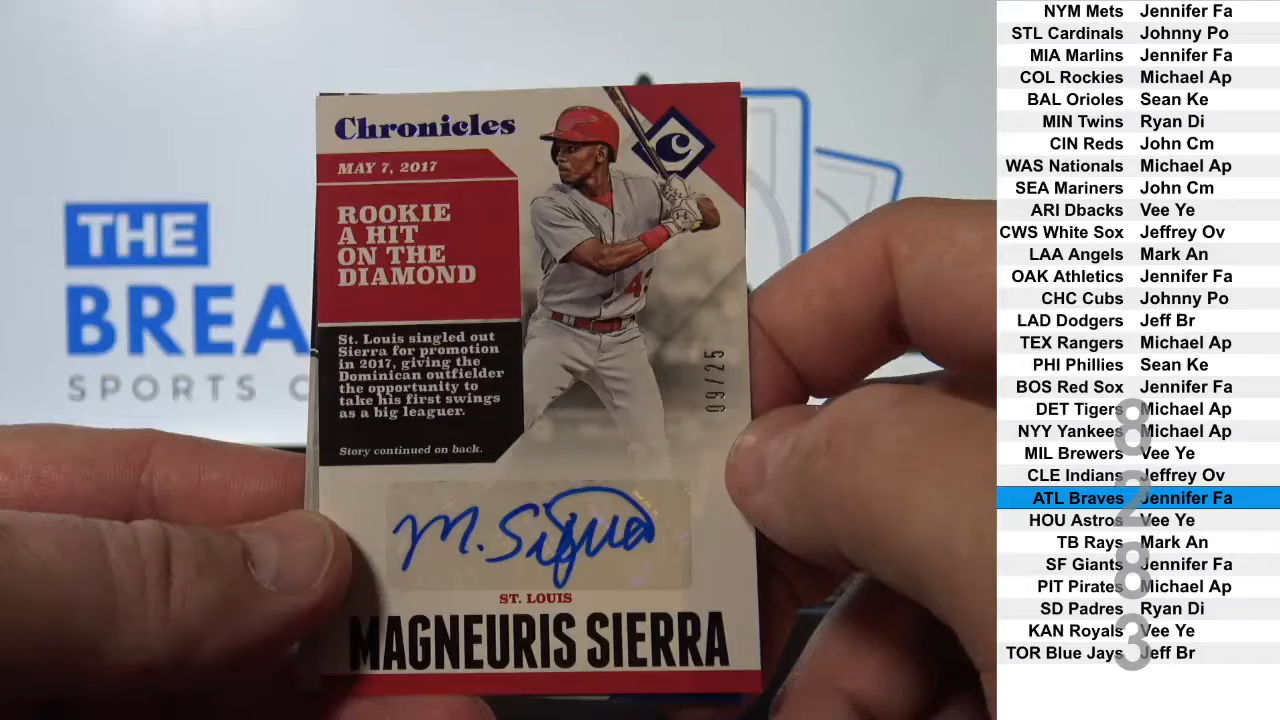 THE
BREA
SPORTS C
Chronicles
C
MAY 7, 2017
ROOKIE
A HIT
ON THE
DIAMOND
St. Louis singled out
Sierra for promotion
in 2017, giving the
Dominican outfielder
the opportunity to
take his first swings
as a big leaguer.
Story continued on back.
09/25
M. Sierra
ST. LOUIS
MAGNEURIS SIERRA
NYM Mets Jennifer Fa
STL Cardinals Johnny Po
MIA Marlins Jennifer Fa
COL Rockies Michael Ap
BAL Orioles Sean Ke
MIN Twins Ryan Di
CIN Reds John Cm
WAS Nationals Michael Ap
SEA Mariners John Cm
ARI Dbacks Vee Ye
CWS White Sox Jeffrey Ov
LAA Angels Mark An
OAK Athletics Jennifer Fa
CHC Cubs Johnny Po
LAD Dodgers Jeff Br
TEX Rangers Michael Ap
PHI Phillies Sean Ke
BOS Red Sox Jennifer Fa
DET Tigers Michael Ap
NYY Yankees Michael Ap
MIL Brewers Vee Ye
CLE Indians Jeffrey Ov
ATL Braves Jennifer Fa
HOU Astros Vee Ye
TB Rays Mark An
SF Giants Jennifer Fa
PIT Pirates Michael Ap
SD Padres Ryan Di
KAN Royals Vee Ye
TOR Blue Jays Jeff Br
8
2
8
3